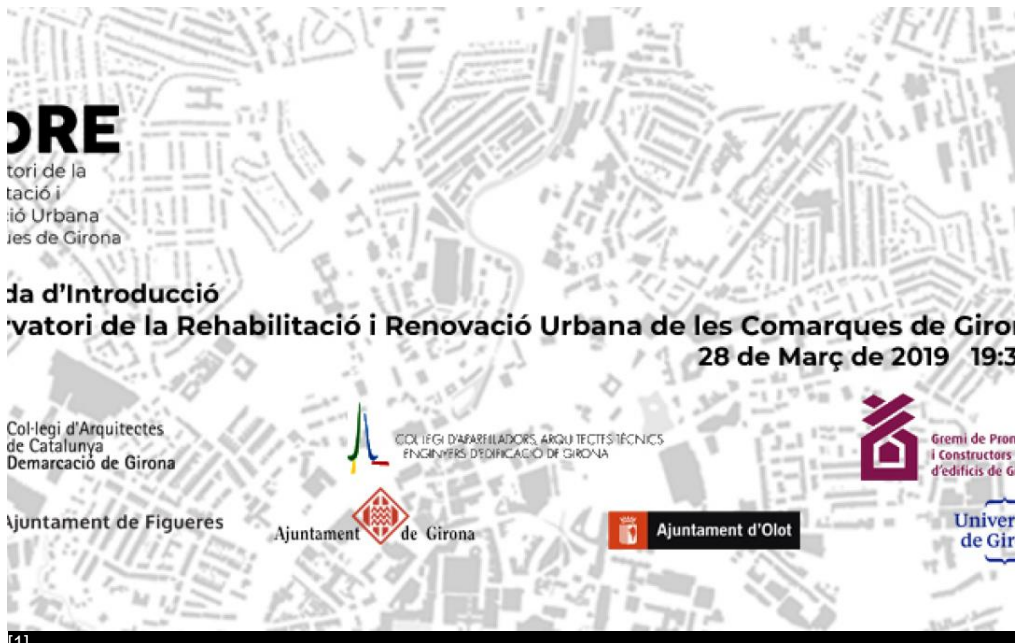 ORE
tori de la
tació i
ió Urbana
ues de Girona
da d'Introducció
rvatori de la Rehabilitació i Renovació Urbana de les Comarques de Giron
28 de Març de 2019 19:3
Col·legi d'Arquitectes
de Catalunya
Demarcació de Girona
COL·LEGI D'APARELLADORS, ARQUITECTES TÈCNICS
ENGINYERS D'EDIFICACIÓ DE GIRONA
Gremi de Prom
i Constructors
d'edificis de G
Ajuntament de Figueres
Ajuntament de Girona
Ajuntament d'Olot
Univer
de Gir
[1]